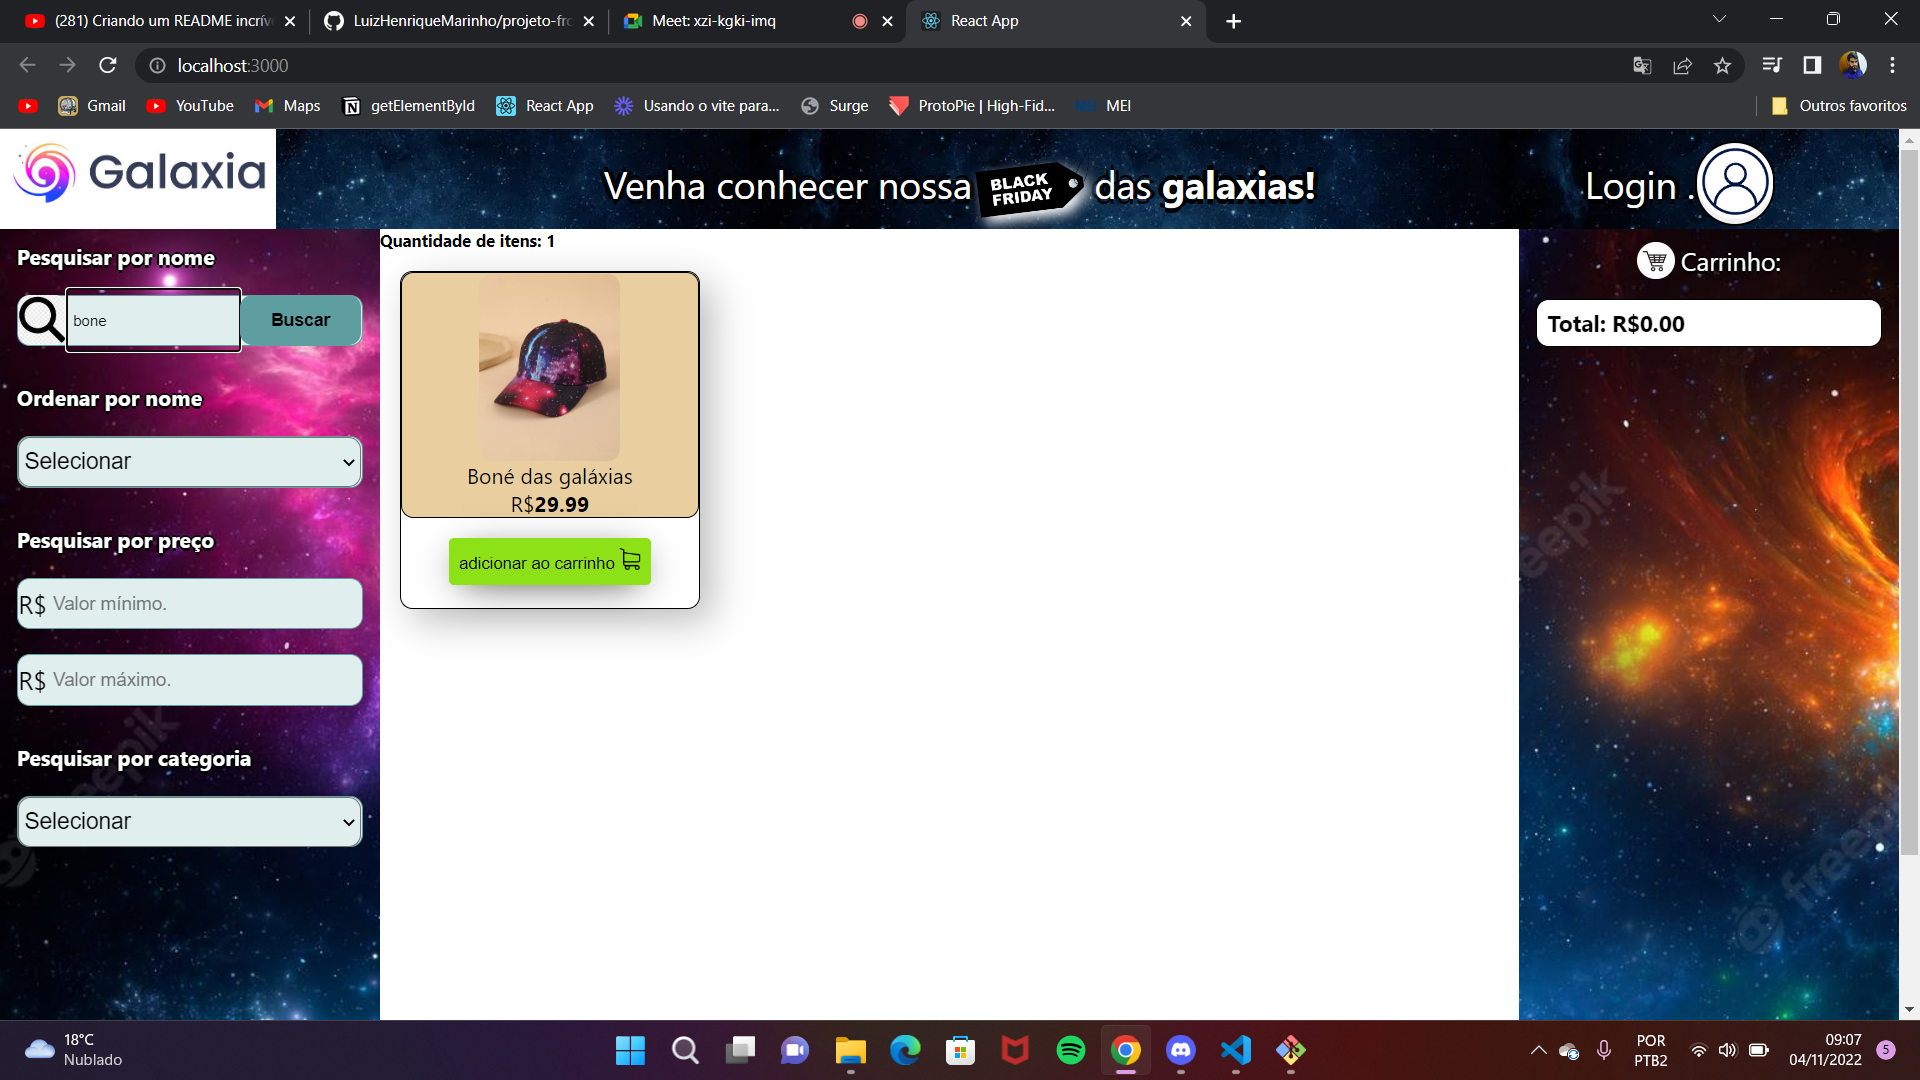 (281) Criando um README incríve
LuizHenriqueMarinho/projeto-fro
Meet: xzi-kgki-imq
React App
localhost:3000
Gmail
YouTube
Maps
getElementById
React App
Usando o vite para...
Surge
ProtoPie | High-Fid...
MEI
Outros favoritos
Galaxia
Venha conhecer nossa BLACK FRIDAY das galaxias!
Login .
Pesquisar por nome
bone
Buscar
Ordenar por nome
Selecionar
Pesquisar por preço
R$ Valor mínimo.
R$ Valor máximo.
Pesquisar por categoria
Selecionar
Quantidade de itens: 1
Boné das galáxias
R$29.99
adicionar ao carrinho
Carrinho:
Total: R$0.00
freepik
freepik
freepik
18°C
Nublado
POR
PTB2
09:07
04/11/2022
5